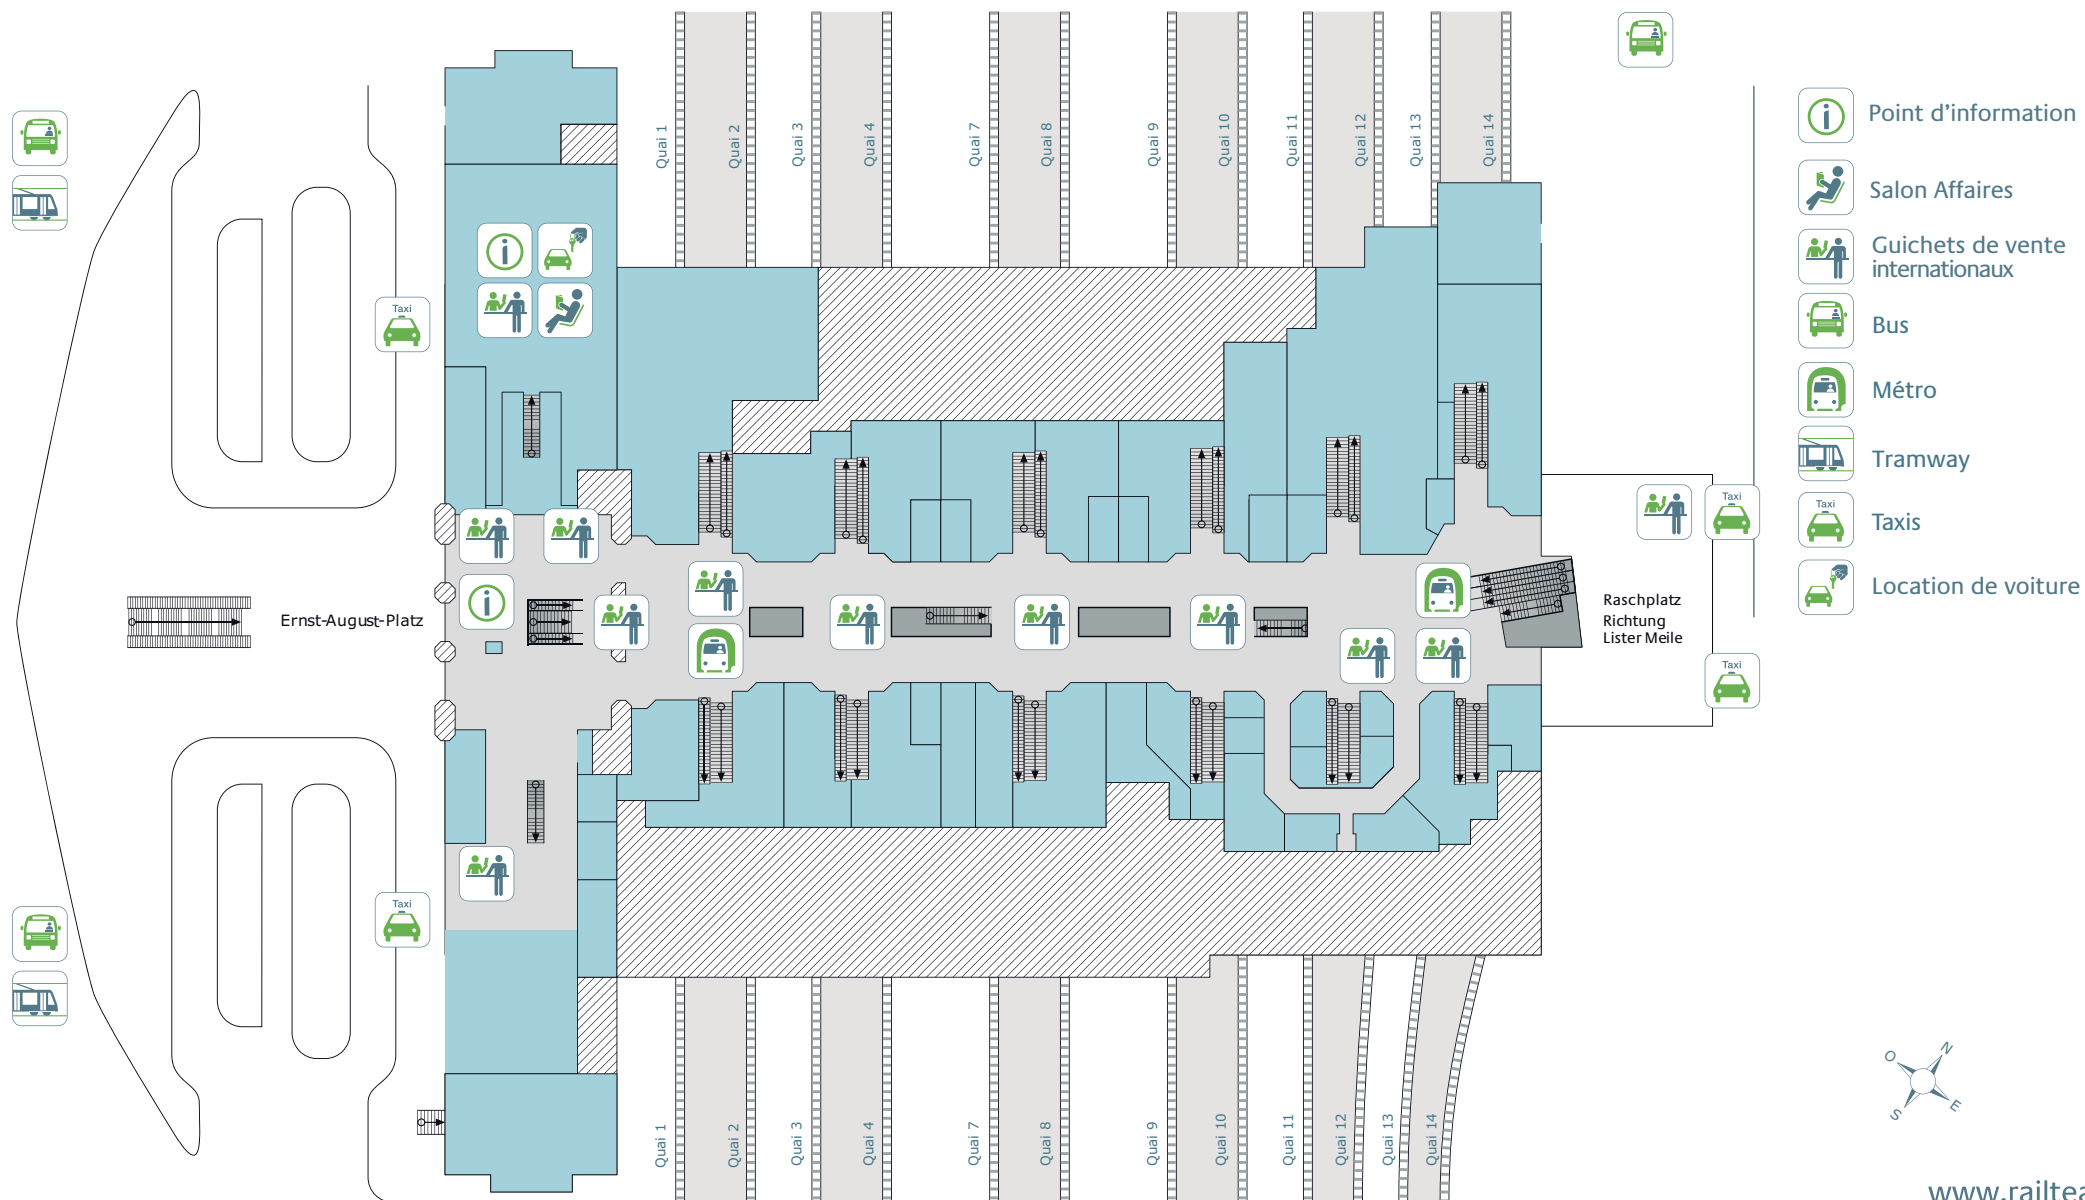 Quai 1
Quai 2
Quai 3
Quai 4
Quai 7
Quai 8
Quai 9
Quai 10
Quai 11
Quai 12
Quai 13
Quai 14
Point d'information
Salon Affaires
Guichets de vente
internationaux
Bus
Métro
Tramway
Taxi
Taxis
Location de voiture
Taxi
Taxi
Ernst-August-Platz
Raschplatz
Richtung
Lister Meile
Taxi
Taxi
N
O
E
S
Quai 1
Quai 2
Quai 3
Quai 4
Quai 7
Quai 8
Quai 9
Quai 10
Quai 11
Quai 12
Quai 13
Quai 14
www.railtea